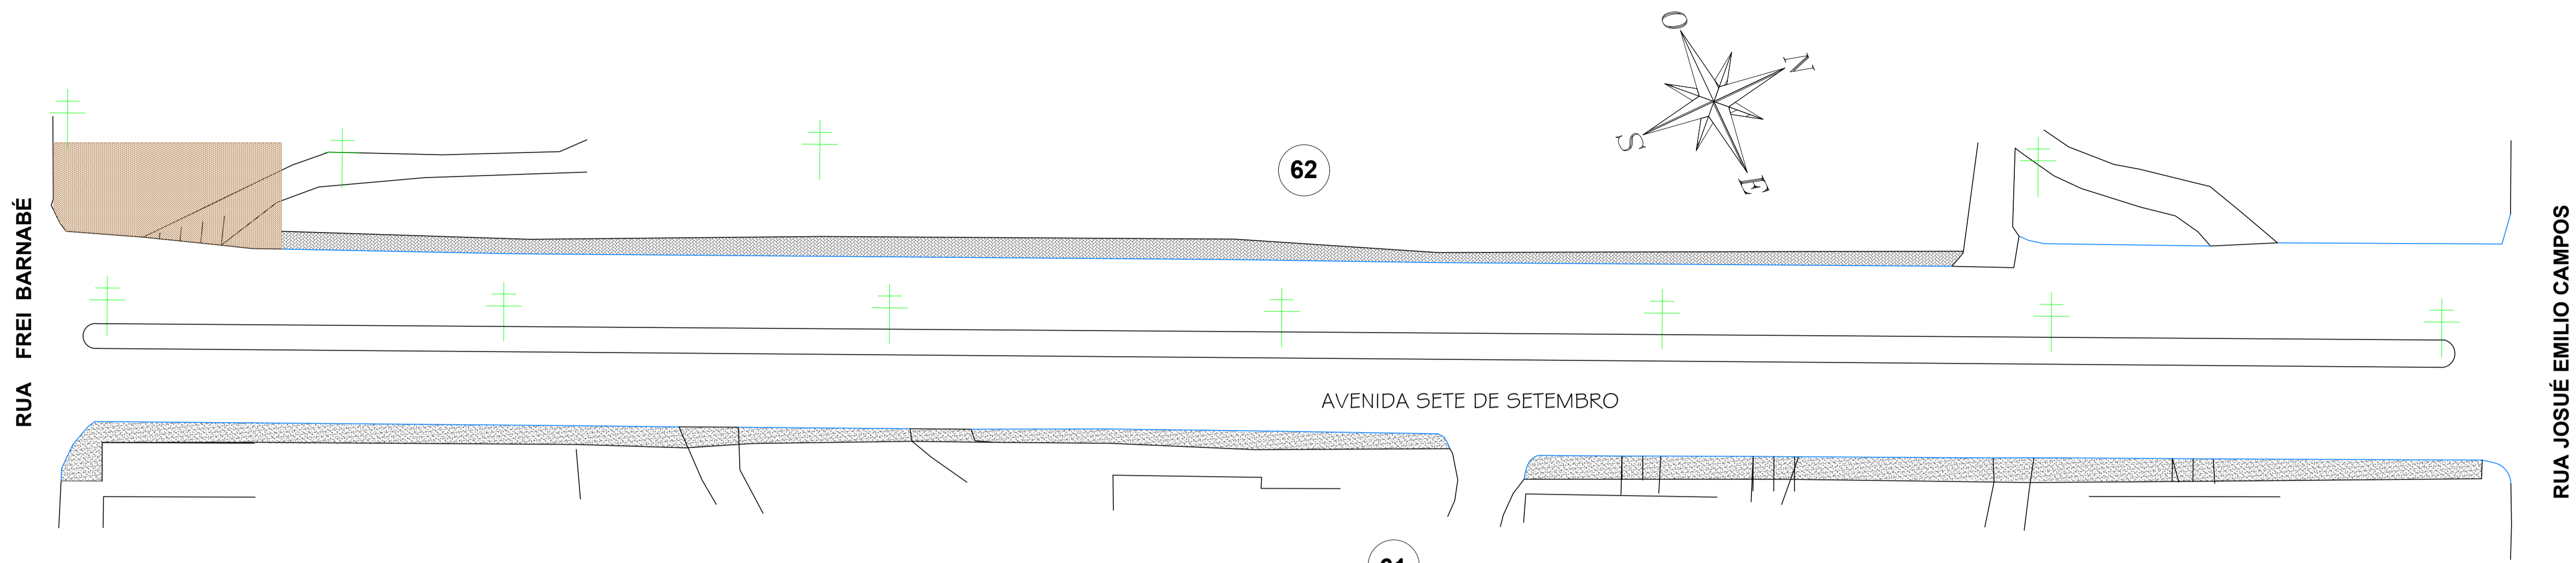 O
N
S
E
62
RUA FREI BARNABÉ
AVENIDA SETE DE SETEMBRO
RUA JOSUÉ EMILIO CAMPOS